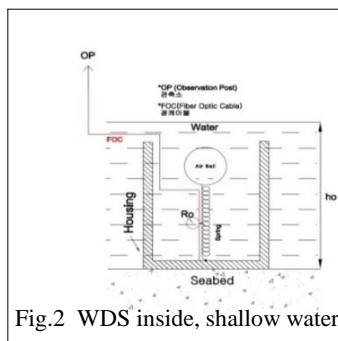 OP
*OP (Observation Post)
관측소
*FOC(Fiber Optic Cable)
광케이블
Water
FOC
Air Ball
Housing
Ro
Spring
ho
Seabed
Fig.2 WDS inside, shallow water